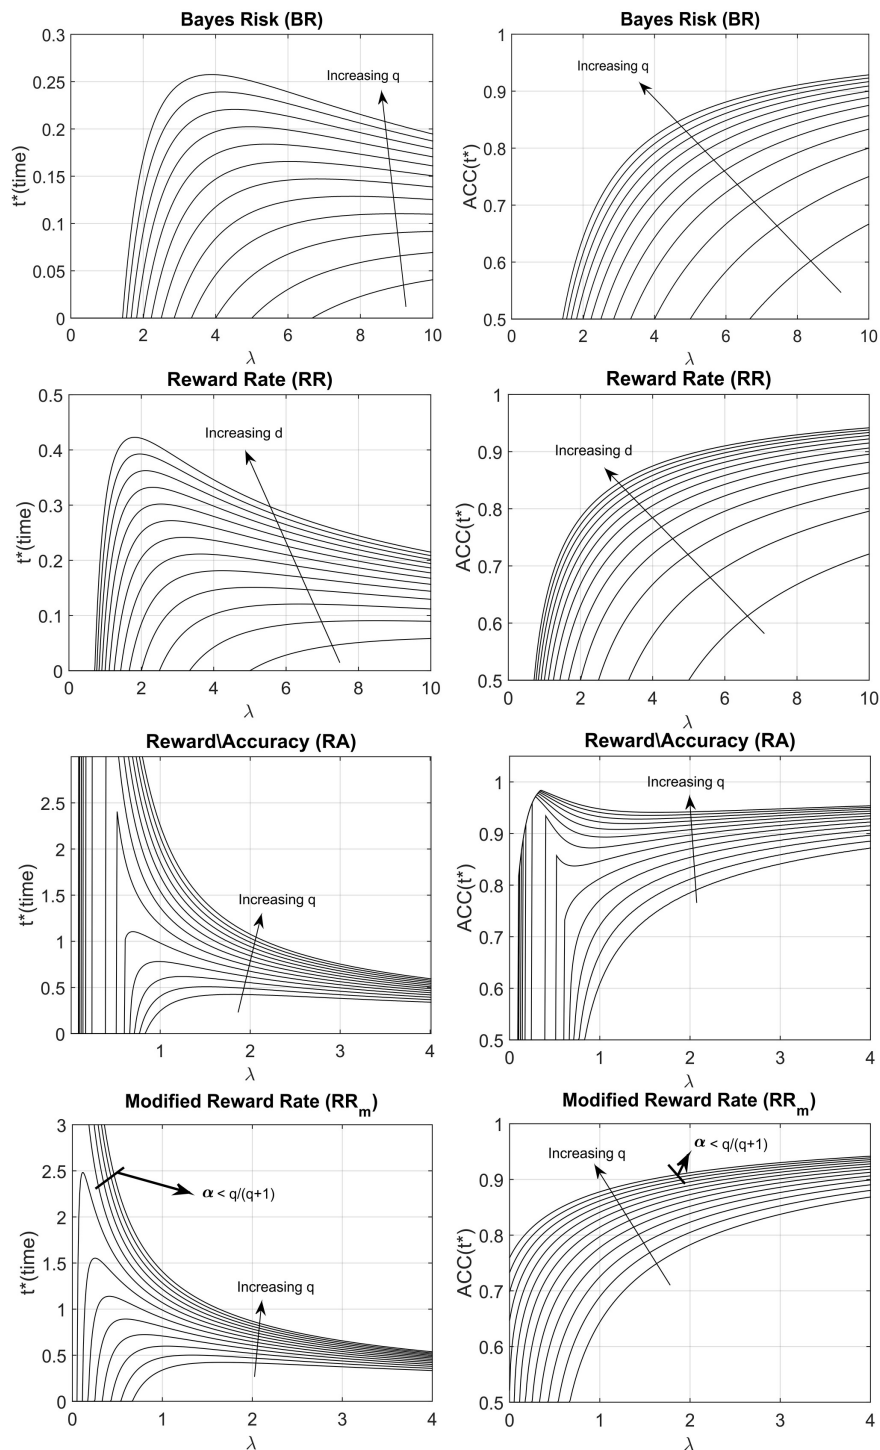 Bayes Risk (BR)
0.3
0.25
0.2
0.15
0.1
0.05
0
t*(time)
Increasing q
0 2 4 6 8 10
λ
Bayes Risk (BR)
1
0.9
0.8
0.7
0.6
0.5
ACC(t*)
Increasing q
0 2 4 6 8 10
λ
Reward Rate (RR)
0.5
0.4
0.3
0.2
0.1
0
t*(time)
Increasing d
0 2 4 6 8 10
λ
Reward Rate (RR)
1
0.9
0.8
0.7
0.6
0.5
ACC(t*)
Increasing d
0 2 4 6 8 10
λ
Reward\Accuracy (RA)
2.5
2
1.5
1
0.5
0
t*(time)
Increasing q
1 2 3 4
λ
Reward\Accuracy (RA)
1
0.9
0.8
0.7
0.6
0.5
ACC(t*)
Increasing q
0 1 2 3 4
λ
Modified Reward Rate (RRm)
3
2.5
2
1.5
1
0.5
0
t*(time)
α < q/(q+1)
Increasing q
0 1 2 3 4
λ
Modified Reward Rate (RRm)
1
0.9
0.8
0.7
0.6
0.5
ACC(t*)
Increasing q
α < q/(q+1)
0 1 2 3 4
λ